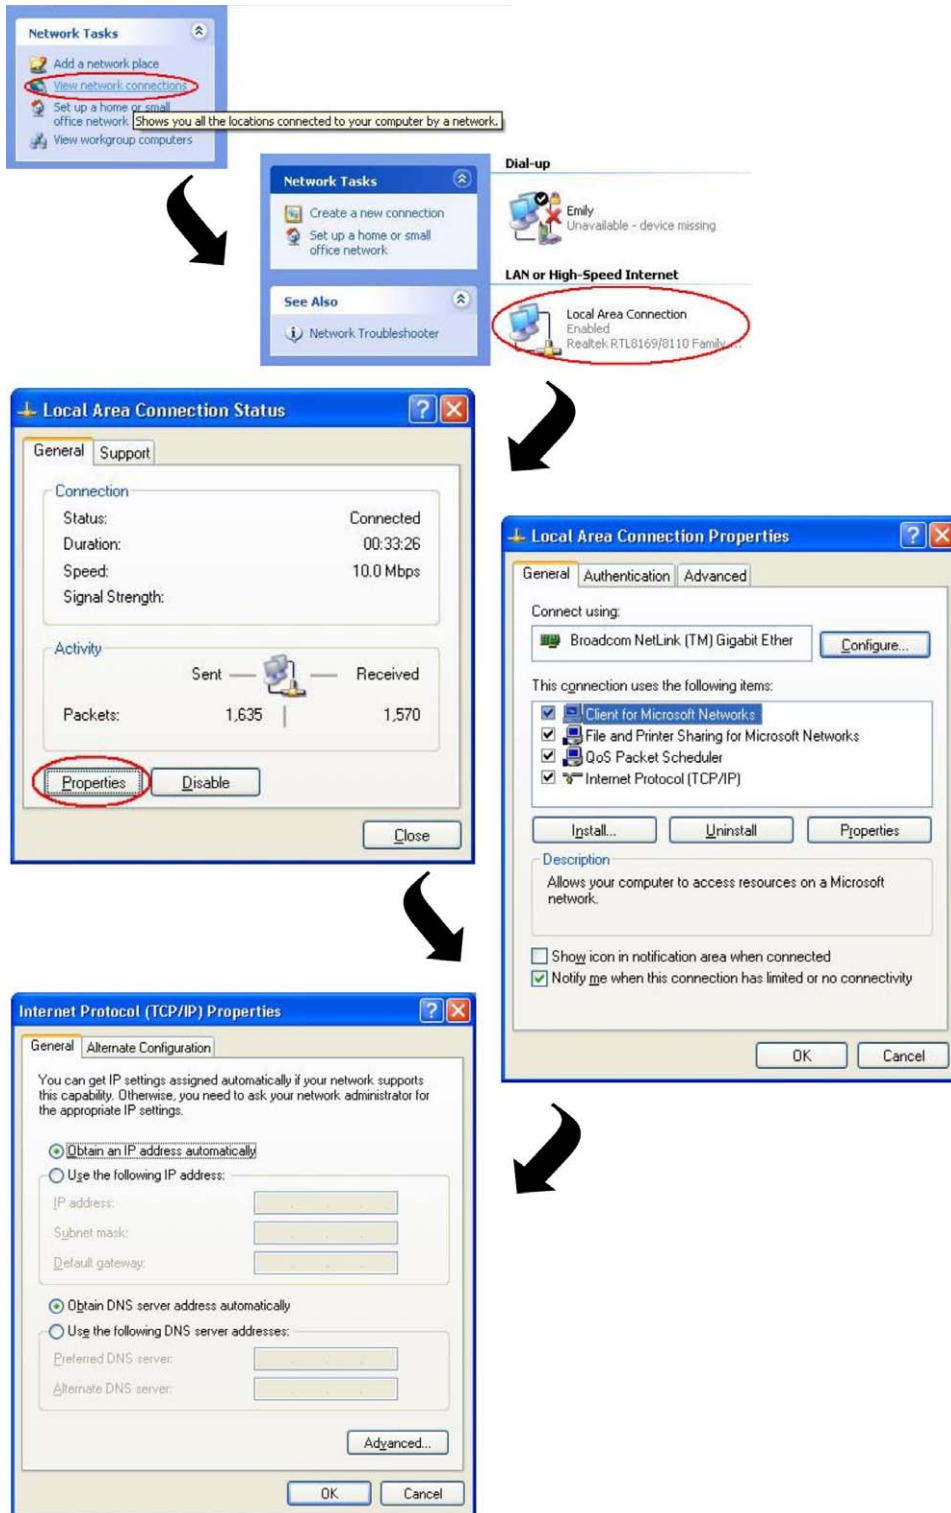 Network Tasks
Add a network place
View network connections
Set up a home or small
office network
Shows you all the locations connected to your computer by a network.
View workgroup computers
Network Tasks
Create a new connection
Set up a home or small
office network
See Also
Network Troubleshooter
Dial-up
Emily
Unavailable - device missing
LAN or High-Speed Internet
Local Area Connection
Enabled
Realtek RTL8169/8110 Family ...
Local Area Connection Status
General Support
Connection
Status: Connected
Duration: 00:33:26
Speed: 10.0 Mbps
Signal Strength:
Activity
Sent Received
Packets: 1,635 1,570
Properties Disable
Close
Local Area Connection Properties
General Authentication Advanced
Connect using:
Broadcom NetLink (TM) Gigabit Ether Configure...
This connection uses the following items:
Client for Microsoft Networks
File and Printer Sharing for Microsoft Networks
QoS Packet Scheduler
Internet Protocol (TCP/IP)
Install... Uninstall Properties
Description
Allows your computer to access resources on a Microsoft
network.
Show icon in notification area when connected
Notify me when this connection has limited or no connectivity
OK Cancel
Internet Protocol (TCP/IP) Properties
General Alternate Configuration
You can get IP settings assigned automatically if your network supports
this capability. Otherwise, you need to ask your network administrator for
the appropriate IP settings.
Obtain an IP address automatically
Use the following IP address:
IP address:
Subnet mask:
Default gateway:
Obtain DNS server address automatically
Use the following DNS server addresses:
Preferred DNS server:
Alternate DNS server:
Advanced...
OK Cancel